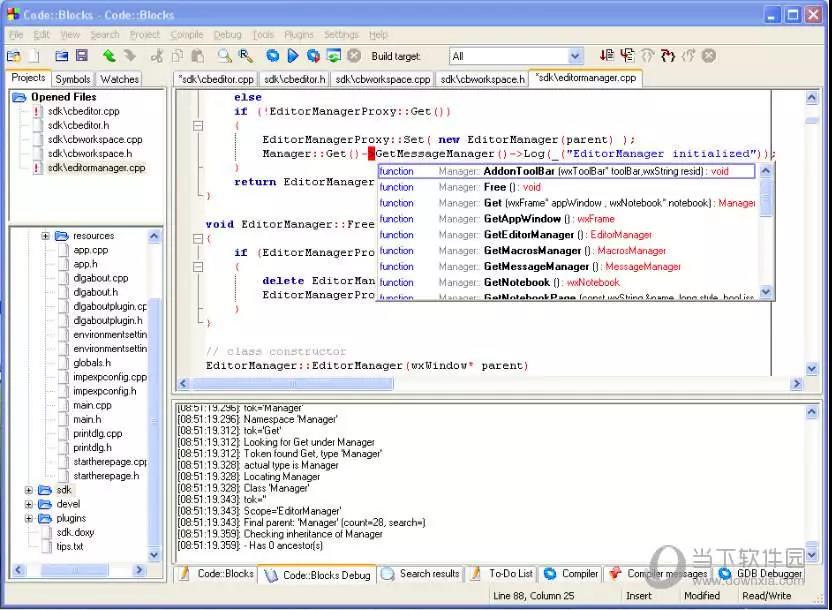 Code::Blocks - Code::Blocks
File Edit View Search Project Compile Debug Tools Plugins Settings Help
Build target: All
Projects Symbols Watches
*sdk\cbeditor.cpp sdk\cbeditor.h sdk\cbworkspace.cpp sdk\cbworkspace.h *sdk\editormanager.cpp
Opened Files
sdk\cbeditor.cpp
sdk\cbeditor.h
sdk\cbworkspace.cpp
sdk\cbworkspace.h
sdk\editormanager.cpp
resources
app.cpp
app.h
dlgabout.cpp
dlgabout.h
dlgaboutplugin.cp
dlgaboutplugin.h
environmentsettin
environmentsettin
globals.h
impexpconfig.cpp
impexpconfig.h
main.cpp
main.h
printdlg.cpp
printdlg.h
startherepage.cpp
startherepage.h
sdk
devel
plugins
sdk.doxy
tips.txt
else
if (!EditorManagerProxy::Get())
{
EditorManagerProxy::Set( new EditorManager(parent) );
Manager::Get()->GetMessageManager()->Log(_("EditorManager initialized"));
}
return EditorManager
}
void EditorManager::Free
{
if (EditorManagerPro
{
delete EditorMan
EditorManagerPro
}
}
// class constructor
EditorManager::EditorManager(wxWindow* parent)
function Manager:: AddonToolBar (wxToolBar* toolBar,wxString resid) : void
function Manager:: Free () : void
function Manager:: Get (wxFrame* appWindow , wxNotebook* notebook) : Manager
function Manager:: GetAppWindow () : wxFrame
function Manager:: GetEditorManager () : EditorManager
function Manager:: GetMacrosManager () : MacrosManager
function Manager:: GetMessageManager () : MessageManager
function Manager:: GetNotebook () : wxNotebook
function Manager:: GetNotebookPage (const wxString &name, long style, bool iss
[08:51:19.296]: tok='Manager'
[08:51:19.296]: Namespace 'Manager'
[08:51:19.312]: tok='Get'
[08:51:19.312]: Looking for Get under Manager
[08:51:19.312]: Token found Get, type 'Manager'
[08:51:19.328]: actual type is Manager
[08:51:19.328]: Locating Manager
[08:51:19.328]: Class 'Manager'
[08:51:19.343]: tok=''
[08:51:19.343]: Scope='EditorManager'
[08:51:19.343]: Final parent: 'Manager' (count=28, search=)
[08:51:19.359]: Checking inheritance of Manager
[08:51:19.359]: - Has 0 ancestor(s)
Code::Blocks Code::Blocks Debug Search results To-Do List Compiler Compiler messages GDB Debugger
Line 88, Column 25 Insert Modified Read/Write
当下软件园
www.downxia.com